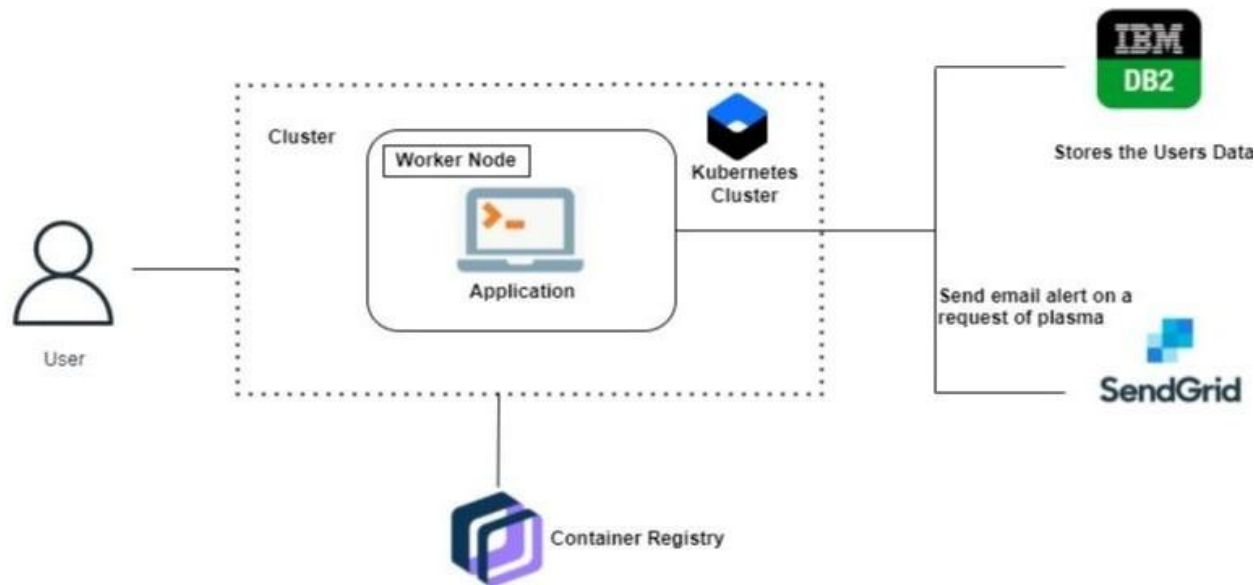 IBM
DB2
Stores the Users Data
Cluster
Worker Node
Kubernetes
Cluster
Application
User
Send email alert on a
request of plasma
SendGrid
Container Registry